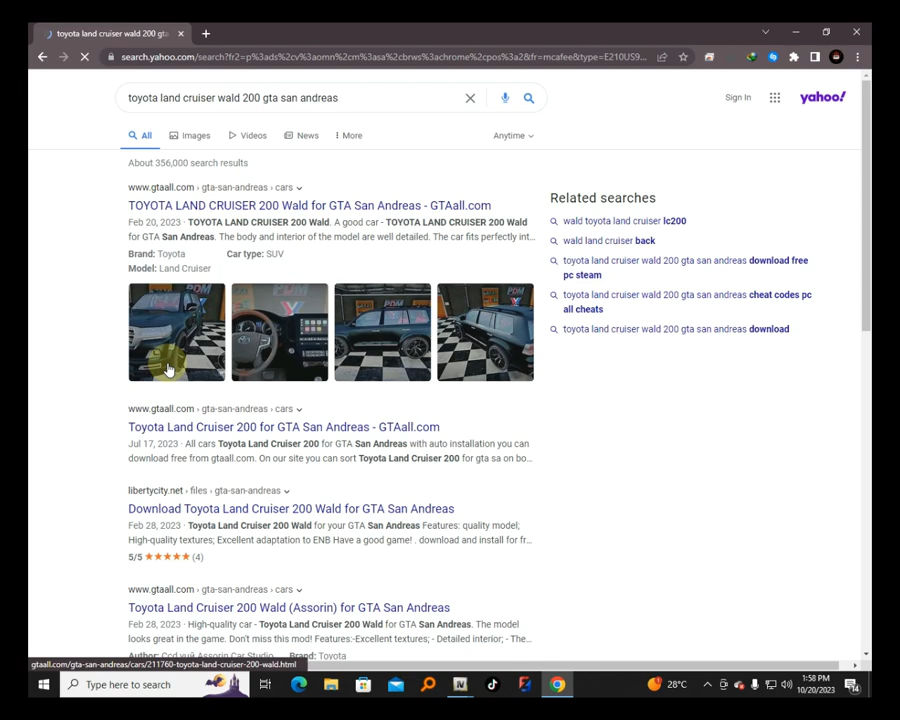 toyota land cruiser wald 200 gta
search.yahoo.com/search?fr2=p%3ads%2cv%3aomn%2cm%3asa%2cbrws%3achrome%2cpos%3a2&fr=mcafee&type=E210US9...
toyota land cruiser wald 200 gta san andreas
Sign In
yahoo!
All
Images
Videos
News
More
Anytime
About 356,000 search results
www.gtaall.com › gta-san-andreas › cars
TOYOTA LAND CRUISER 200 Wald for GTA San Andreas - GTAall.com
Feb 20, 2023 · TOYOTA LAND CRUISER 200 Wald. A good car - TOYOTA LAND CRUISER 200 Wald
for GTA San Andreas. The body and interior of the model are well detailed. The car fits perfectly int...
Brand: Toyota Car type: SUV
Model: Land Cruiser
PDM
PDM
PDM
www.gtaall.com › gta-san-andreas › cars
Toyota Land Cruiser 200 for GTA San Andreas - GTAall.com
Jul 17, 2023 · All cars Toyota Land Cruiser 200 for GTA San Andreas with auto installation you can
download free from gtaall.com. On our site you can sort Toyota Land Cruiser 200 for gta sa on bo...
libertycity.net › files › gta-san-andreas
Download Toyota Land Cruiser 200 Wald for GTA San Andreas
Feb 28, 2023 · Toyota Land Cruiser 200 Wald for your GTA San Andreas Features: quality model;
High-quality textures; Excellent adaptation to ENB Have a good game! . download and install for fr...
5/5 ★★★★★ (4)
www.gtaall.com › gta-san-andreas › cars
Toyota Land Cruiser 200 Wald (Assorin) for GTA San Andreas
Feb 28, 2023 · High-quality car - Toyota Land Cruiser 200 Wald for GTA San Andreas. The model
looks great in the game. Don't miss this mod! Features:-Excellent textures; - Detailed interior; - The...
Author: Ссд уй Assorin Car Studio Brand: Toyota
Related searches
wald toyota land cruiser lc200
wald land cruiser back
toyota land cruiser wald 200 gta san andreas download free
pc steam
toyota land cruiser wald 200 gta san andreas cheat codes pc
all cheats
toyota land cruiser wald 200 gta san andreas download
gtaall.com/gta-san-andreas/cars/211760-toyota-land-cruiser-200-wald.html
Type here to search
28°C
1:58 PM
10/20/2023
14